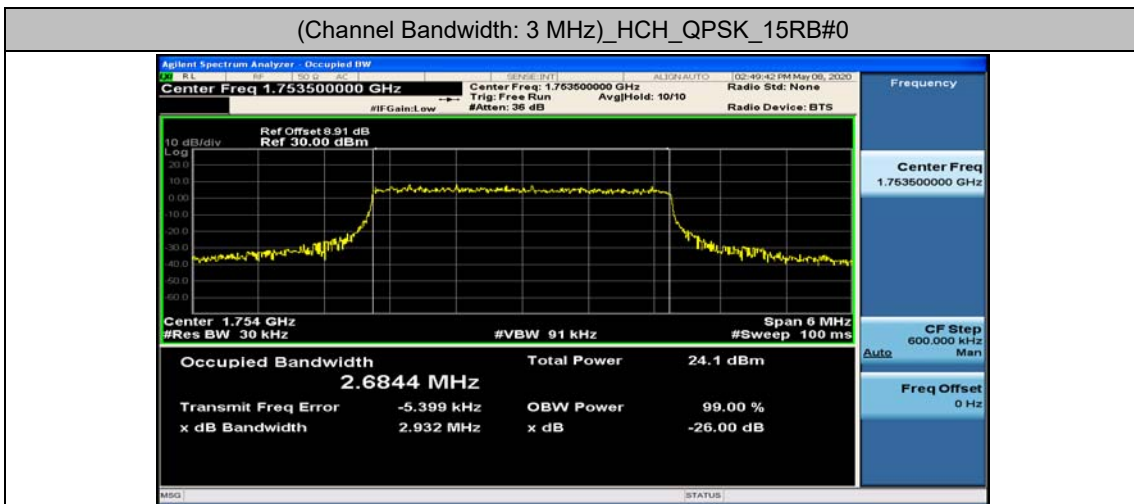 (Channel Bandwidth: 3 MHz)_HCH_QPSK_15RB#0
Agilent Spectrum Analyzer - Occupied BW
RL RF 50 Ω AC SENSE:INT ALIGN AUTO 02:49:42 PM May 08, 2020
Center Freq 1.753500000 GHz
Center Freq: 1.753500000 GHz
Radio Std: None
Trig: Free Run Avg|Hold: 10/10
#IFGain:Low #Atten: 36 dB Radio Device: BTS
Ref Offset 8.91 dB
10 dB/div Ref 30.00 dBm
Log
20.0
10.0
0.00
-10.0
-20.0
-30.0
-40.0
-50.0
-60.0
Center 1.754 GHz Span 6 MHz
#Res BW 30 kHz #VBW 91 kHz #Sweep 100 ms
Occupied Bandwidth Total Power 24.1 dBm
2.6844 MHz
Transmit Freq Error -5.399 kHz OBW Power 99.00 %
x dB Bandwidth 2.932 MHz x dB -26.00 dB
MSG STATUS
Frequency
Center Freq
1.753500000 GHz
CF Step
600.000 kHz
Auto Man
Freq Offset
0 Hz